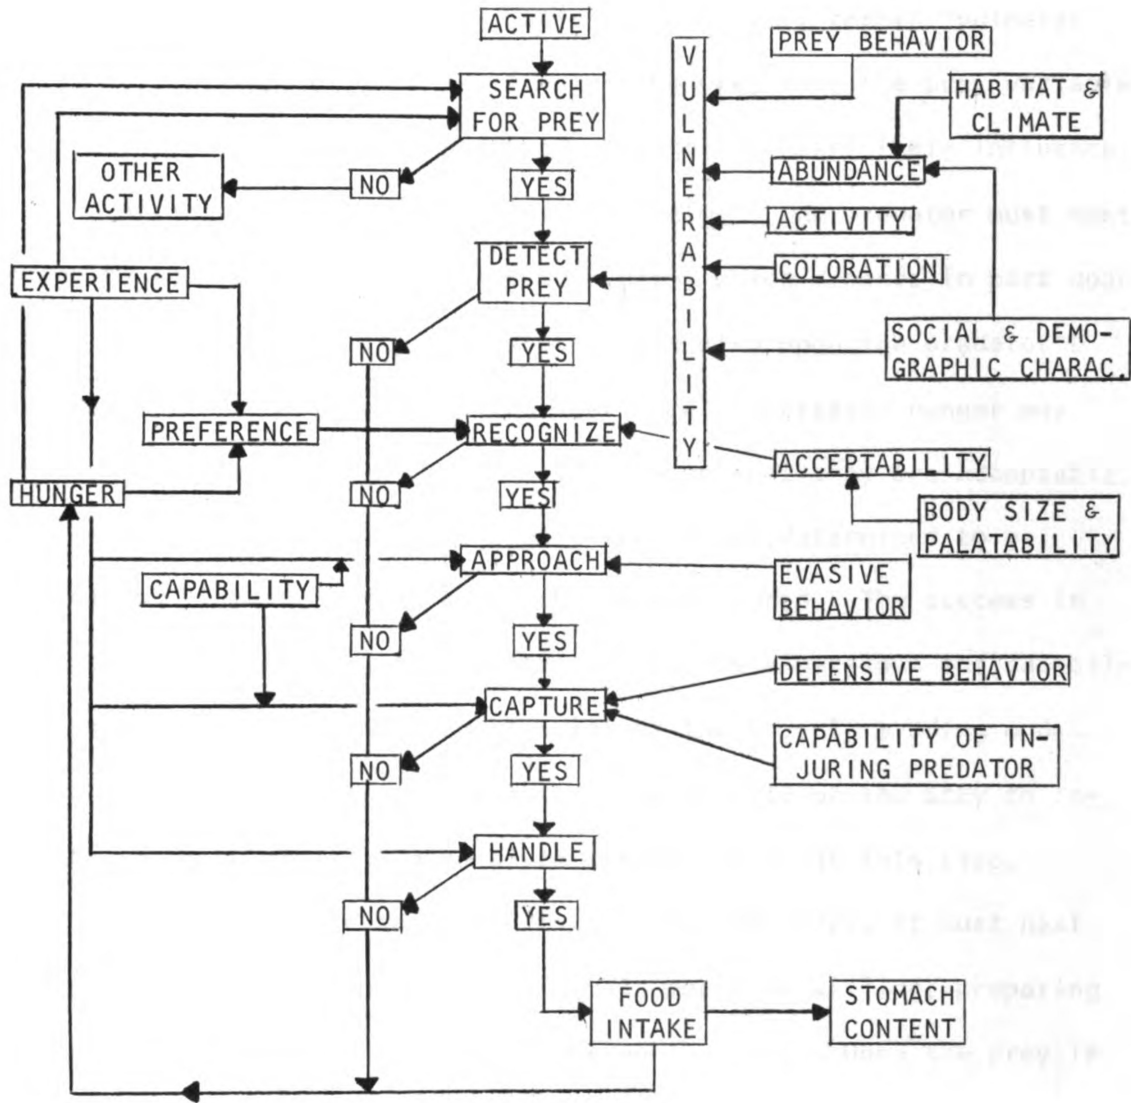 ACTIVE
SEARCH
FOR PREY
NO
YES
OTHER
ACTIVITY
EXPERIENCE
DETECT
PREY
NO
YES
PREFERENCE
RECOGNIZE
HUNGER
NO
YES
APPROACH
CAPABILITY
NO
YES
CAPTURE
NO
YES
HANDLE
NO
YES
FOOD
INTAKE
STOMACH
CONTENT
VULNERABILITY
PREY BEHAVIOR
HABITAT &
CLIMATE
ABUNDANCE
ACTIVITY
COLORATION
SOCIAL & DEMO-
GRAPHIC CHARAC.
ACCEPTABILITY
BODY SIZE &
PALATABILITY
EVASIVE
BEHAVIOR
DEFENSIVE BEHAVIOR
CAPABILITY OF IN-
JURING PREDATOR